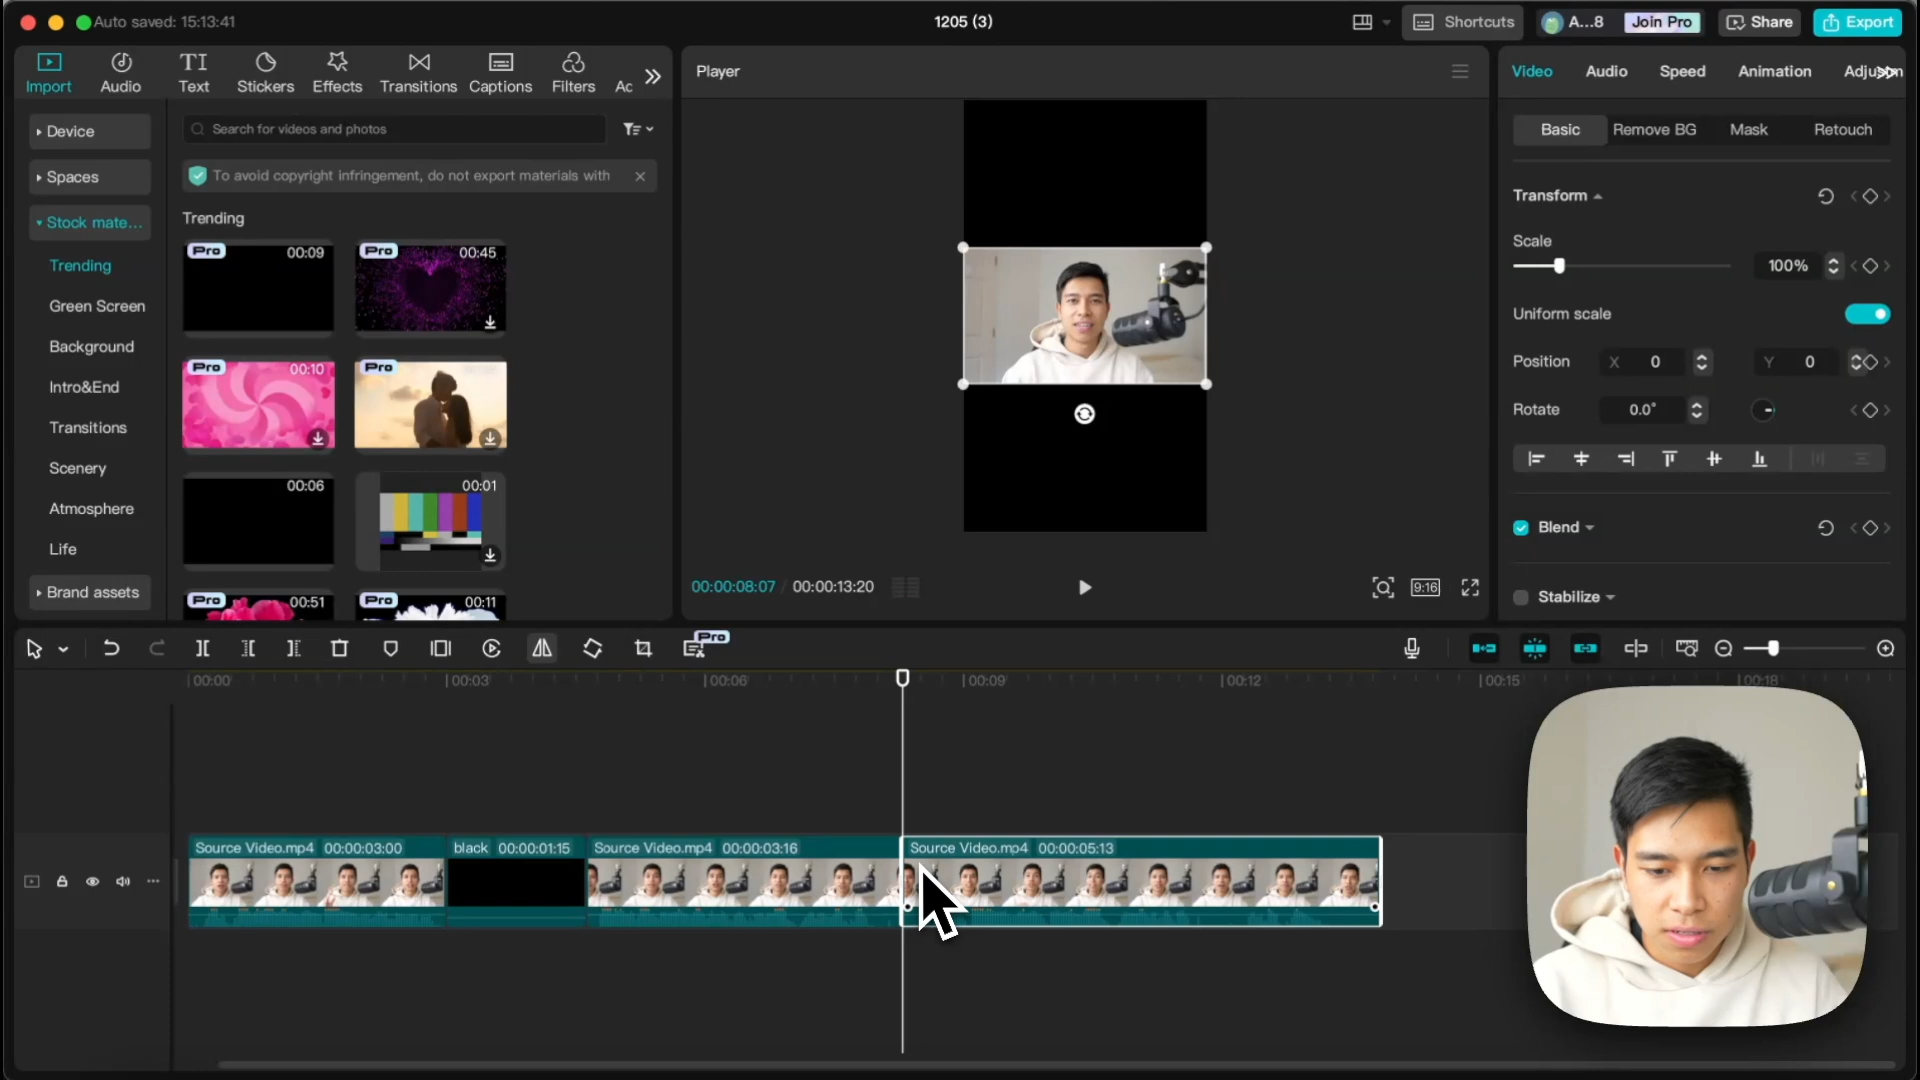 Auto saved: 15:13:41
1205 (3)
Shortcuts
A...8
Join Pro
Share
Export
Import
Audio
Text
Stickers
Effects
Transitions
Captions
Filters
Ac
Player
Video
Audio
Speed
Animation
Adjustm
Device
Spaces
Stock mate...
Trending
Green Screen
Background
Intro&End
Transitions
Scenery
Atmosphere
Life
Brand assets
Search for videos and photos
To avoid copyright infringement, do not export materials with
Trending
Pro 00:09
Pro 00:45
Pro 00:10
Pro
00:06
00:01
Pro 00:51
Pro 00:11
00:00:08:07 / 00:00:13:20
9:16
Basic
Remove BG
Mask
Retouch
Transform
Scale
100%
Uniform scale
Position X 0 Y 0
Rotate 0.0°
Blend
Stabilize
Pro
00:00
00:03
00:06
00:09
00:12
00:15
00:18
Source Video.mp4 00:00:03:00
black 00:00:01:15
Source Video.mp4 00:00:03:16
Source Video.mp4 00:00:05:13